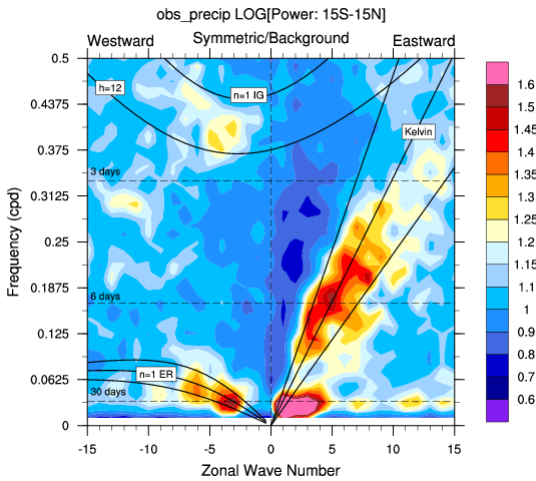 obs_precip LOG[Power: 15S-15N]
Westward Symmetric/Background Eastward
0.5
h=12
n=1 IG
1.6
0.4375
1.5
Kelvin
1.45
0.375
1.4
3 days
1.35
0.3125
1.3
1.25
0.25
1.2
1.15
0.1875
1.1
6 days
1
0.125
0.9
0.8
n=1 ER
0.0625
0.7
30 days
0.6
0
-15 -10 -5 0 5 10 15
Zonal Wave Number
Frequency (cpd)